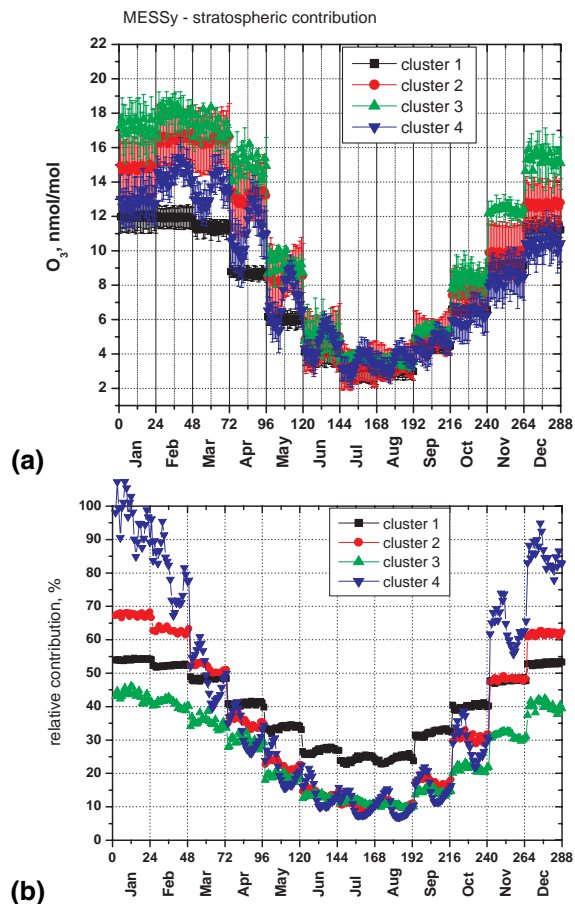 MESSy - stratospheric contribution
22
20
18
16
14
12
10
8
6
4
2
O3, nmol/mol
cluster 1
cluster 2
cluster 3
cluster 4
0 24 48 72 96 120 144 168 192 216 240 264 288
Jan Feb Mar Apr May Jun Jul Aug Sep Oct Nov Dec
(a)
100
90
80
70
60
50
40
30
20
10
0
relative contribution, %
cluster 1
cluster 2
cluster 3
cluster 4
0 24 48 72 96 120 144 168 192 216 240 264 288
Jan Feb Mar Apr May Jun Jul Aug Sep Oct Nov Dec
(b)